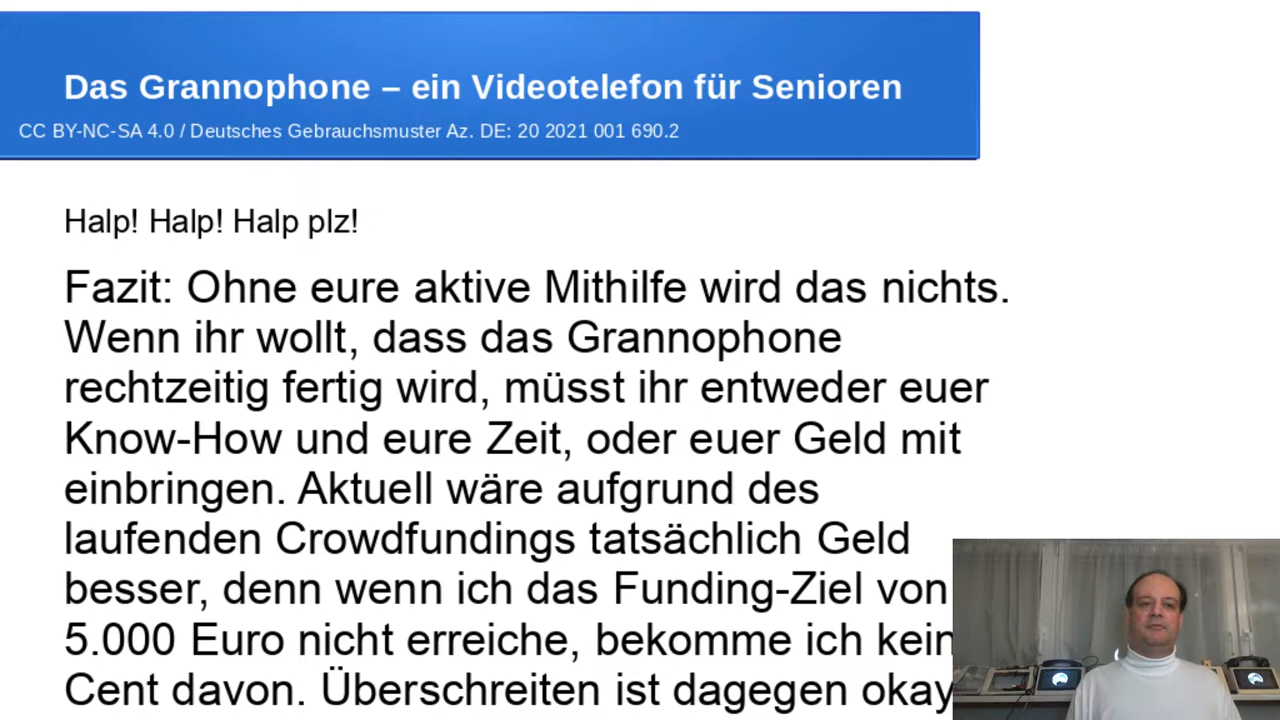 Das Grannophone – ein Videotelefon für Senioren
CC BY-NC-SA 4.0 / Deutsches Gebrauchsmuster Az. DE: 20 2021 001 690.2
Halp! Halp! Halp plz!
Fazit: Ohne eure aktive Mithilfe wird das nichts.
Wenn ihr wollt, dass das Grannophone
rechtzeitig fertig wird, müsst ihr entweder euer
Know-How und eure Zeit, oder euer Geld mit
einbringen. Aktuell wäre aufgrund des
laufenden Crowdfundings tatsächlich Geld
besser, denn wenn ich das Funding-Ziel von
5.000 Euro nicht erreiche, bekomme ich kein
Cent davon. Überschreiten ist dagegen okay